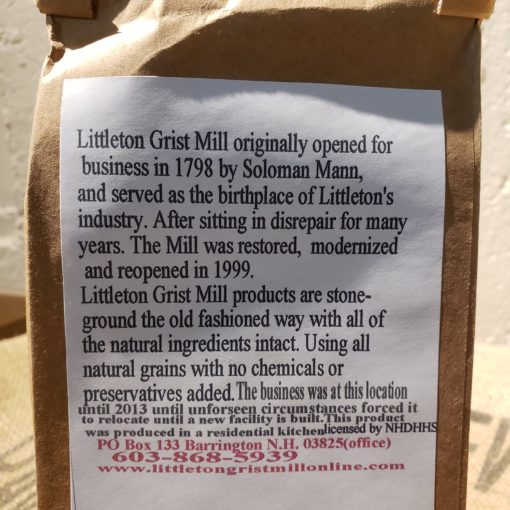 Littleton Grist Mill originally opened for
business in 1798 by Soloman Mann,
and served as the birthplace of Littleton's
industry. After sitting in disrepair for many
years. The Mill was restored, modernized
and reopened in 1999.
Littleton Grist Mill products are stone-
ground the old fashioned way with all of
the natural ingredients intact. Using all
natural grains with no chemicals or
preservatives added. The business was at this location
until 2013 until unforseen circumstances forced it
to relocate until a new facility is built. This product
was produced in a residential kitchen licensed by NHDHHS
PO Box 133 Barrington N.H. 03825(office)
603-868-5939
www.littletongristmillonline.com